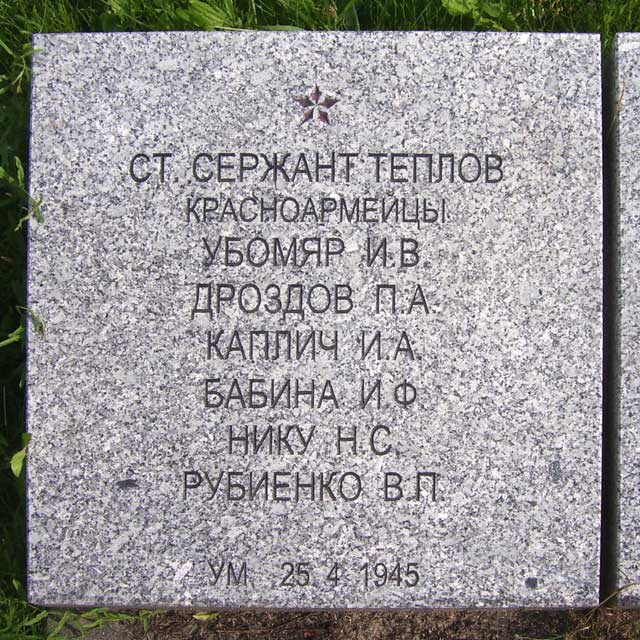 СТ. СЕРЖАНТ ТЕПЛОВ
КРАСНОАРМЕЙЦЫ
УБОМЯР И.В.
ДРОЗДОВ П.А.
КАПЛИЧ И.А.
БАБИНА И.Ф.
НИКУ Н.С.
РУБИЕНКО В.П.
УМ. 25. 4. 1945